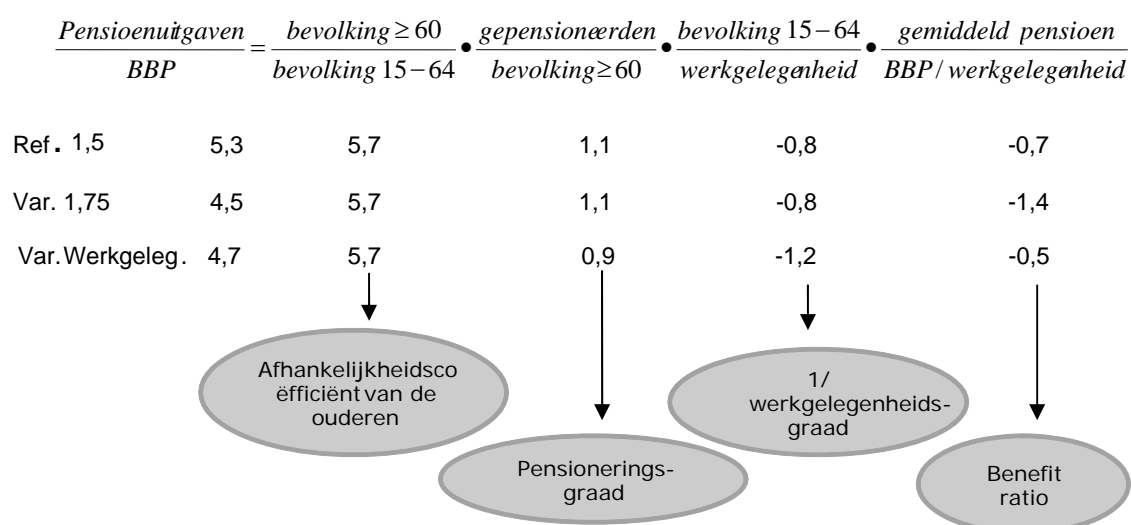 Pensioenuitgaven / BBP = bevolking ≥ 60 / bevolking 15 − 64 • gepensioneerden / bevolking ≥ 60 • bevolking 15 − 64 / werkgelegenheid • gemiddeld pensioen / BBP / werkgelegenheid
Ref. 1,5 5,3 5,7 1,1 -0,8 -0,7
Var. 1,75 4,5 5,7 1,1 -0,8 -1,4
Var. Werkgeleg. 4,7 5,7 0,9 -1,2 -0,5
Afhankelijkheidsco
ëfficiënt van de
ouderen
1/
werkgelegenheids-
graad
Pensionerings-
graad
Benefit
ratio